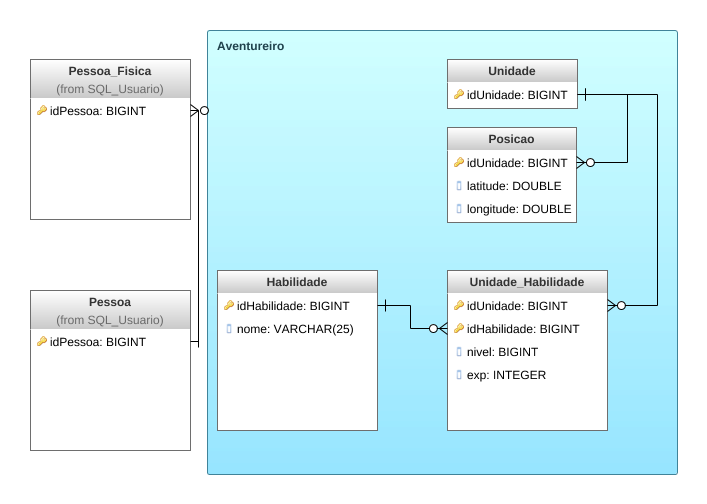 Aventureiro
Pessoa_Fisica
(from SQL_Usuario)
idPessoa: BIGINT
Unidade
idUnidade: BIGINT
Posicao
idUnidade: BIGINT
latitude: DOUBLE
longitude: DOUBLE
Pessoa
(from SQL_Usuario)
idPessoa: BIGINT
Habilidade
idHabilidade: BIGINT
nome: VARCHAR(25)
Unidade_Habilidade
idUnidade: BIGINT
idHabilidade: BIGINT
nivel: BIGINT
exp: INTEGER